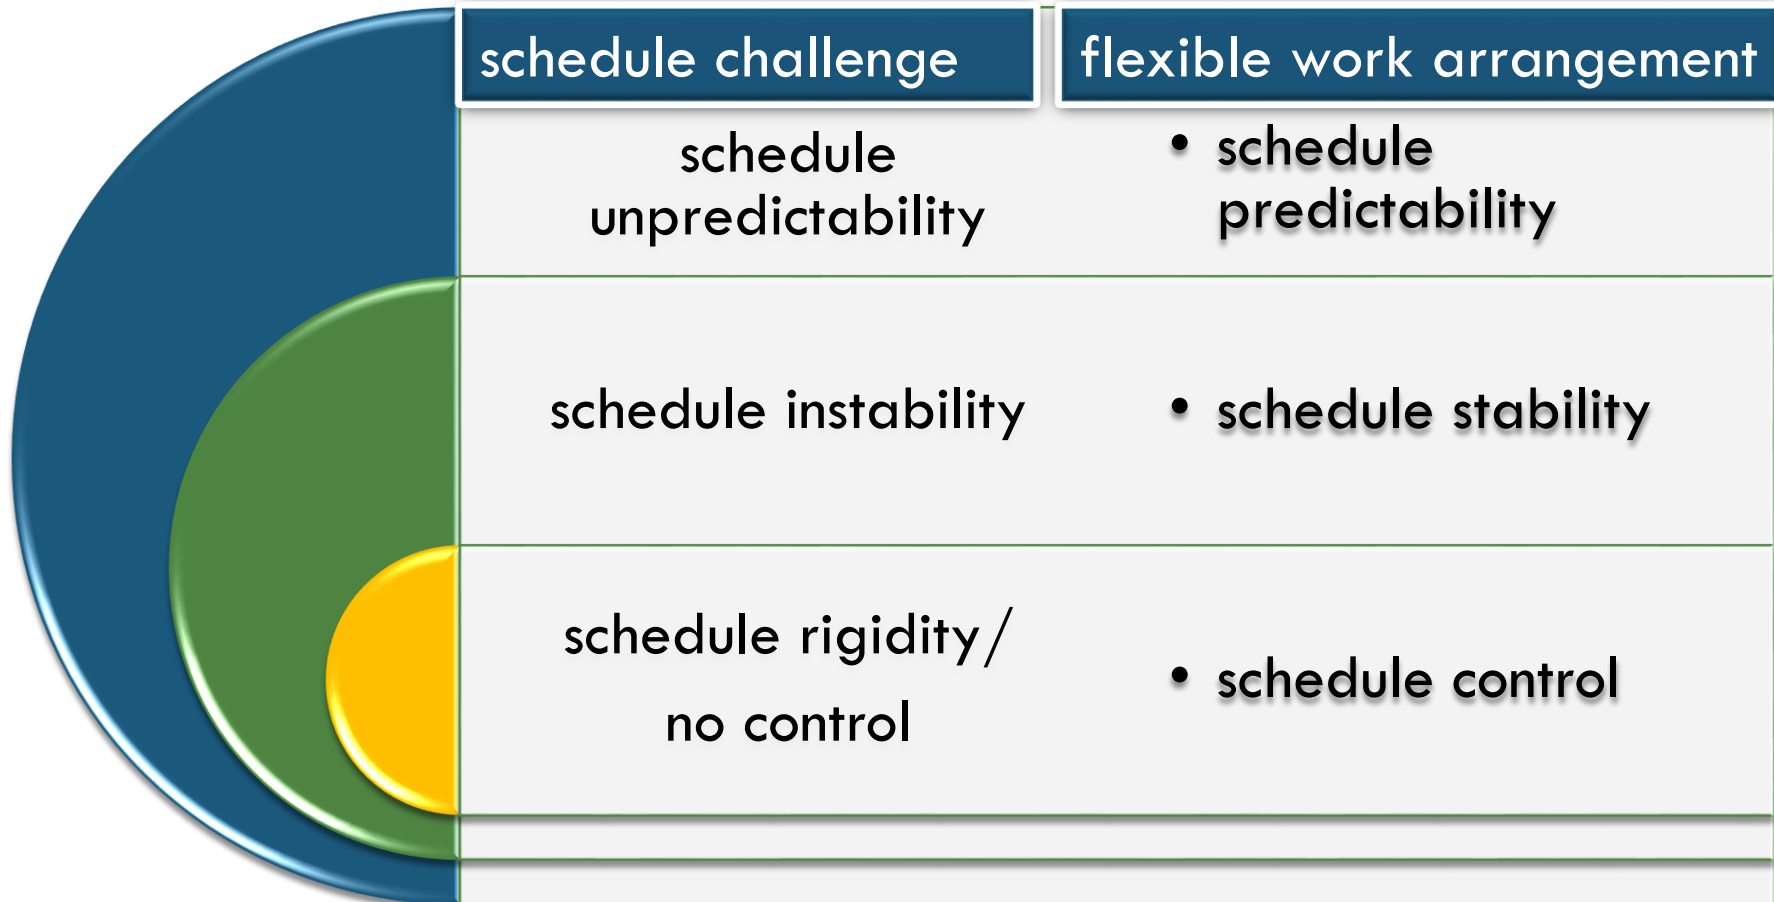 schedule challenge
flexible work arrangement
schedule
unpredictability
• schedule
predictability
schedule instability
• schedule stability
schedule rigidity/
no control
• schedule control